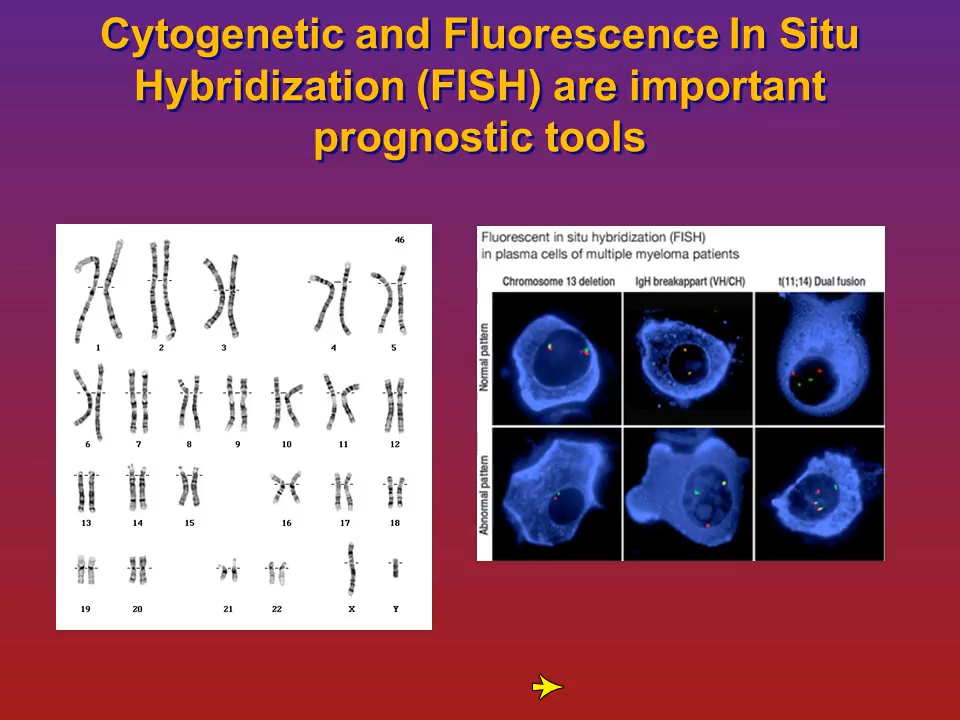 Cytogenetic and Fluorescence In Situ
Hybridization (FISH) are important
prognostic tools
46
1 2 3 4 5
6 7 8 9 10 11 12
13 14 15 16 17 18
19 20 21 22 X Y
Fluorescent in situ hybridization (FISH)
in plasma cells of multiple myeloma patients
Chromosome 13 deletion IgH breakappart (VH/CH) t(11;14) Dual fusion
Normal pattern
Abnormal pattern